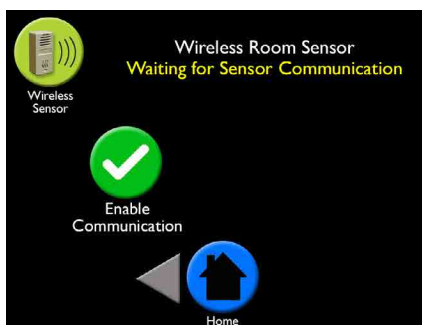 Wireless Room Sensor
Waiting for Sensor Communication
Wireless
Sensor
Enable
Communication
Home